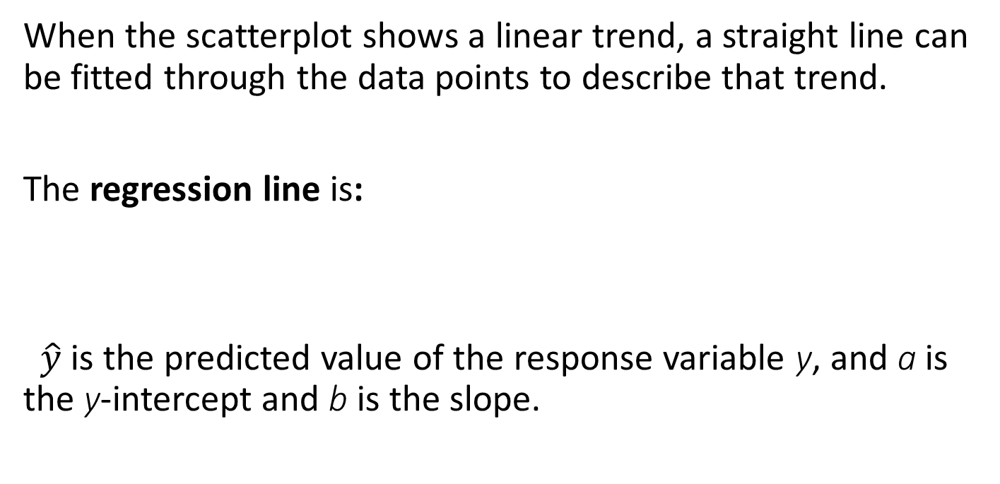 When the scatterplot shows a linear trend, a straight line can
be fitted through the data points to describe that trend.
The regression line is:
ŷ is the predicted value of the response variable y, and a is
the y-intercept and b is the slope.